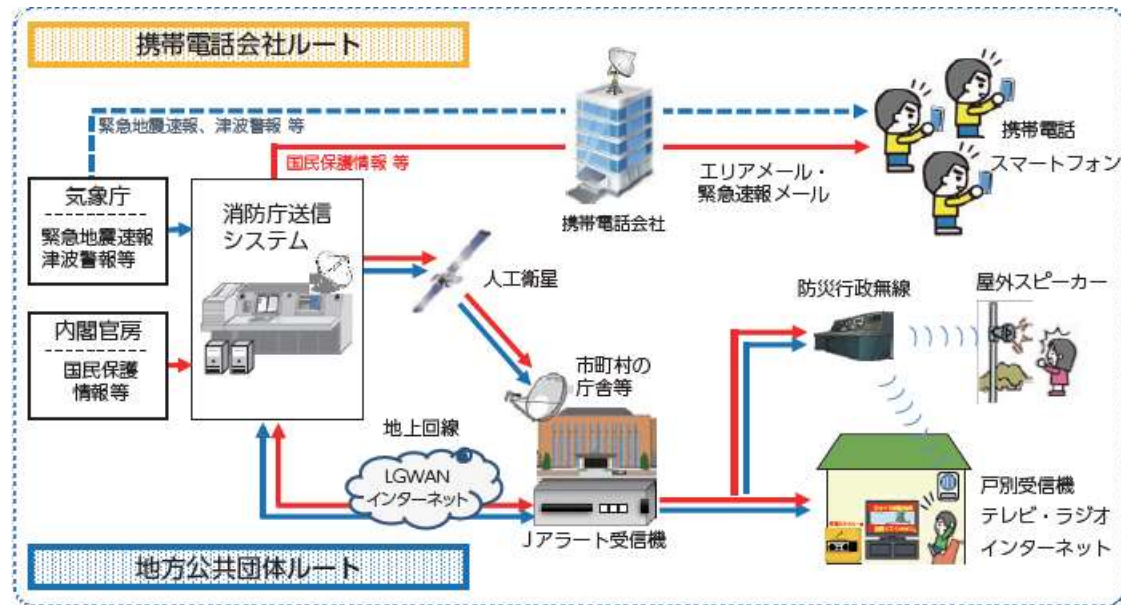 携帯電話会社ルート
緊急地震速報、津波警報 等
国民保護情報 等
携帯電話会社
エリアメール・
緊急速報メール
携帯電話
スマートフォン
気象庁
緊急地震速報
津波警報等
内閣官房
国民保護
情報等
消防庁送信
システム
人工衛星
市町村の
庁舎等
地上回線
LGWAN
インターネット
Jアラート受信機
防災行政無線
屋外スピーカー
戸別受信機
テレビ・ラジオ
インターネット
地方公共団体ルート